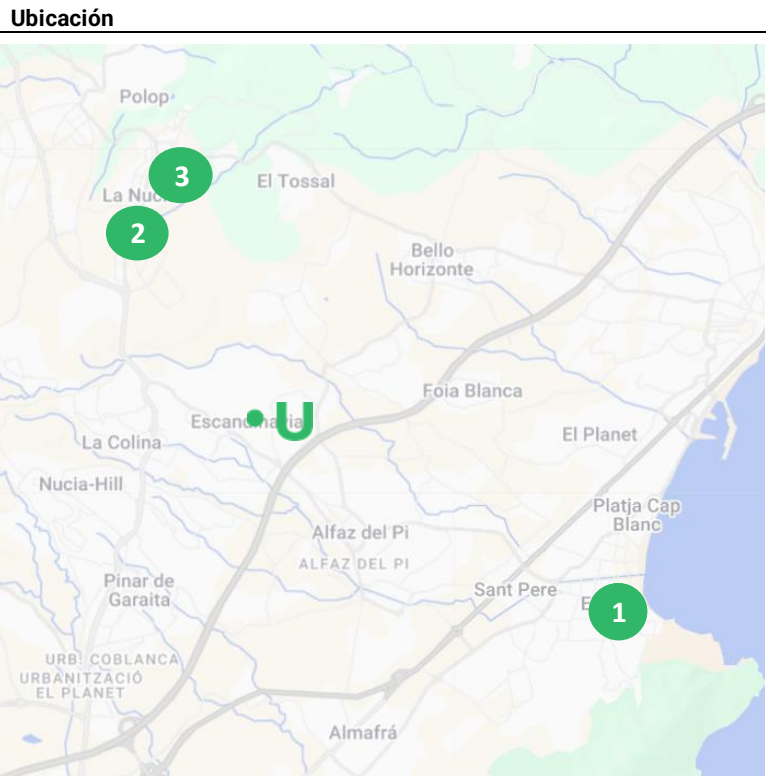 Ubicación
Polop
3
El Tossal
La Nuc
2
Bello
Horizonte
Foia Blanca
Escandinavia
U
El Planet
La Colina
Nucia-Hill
Platja Cap
Blanc
Alfaz del Pi
ALFAZ DEL PI
Pinar de
Garaita
Sant Pere
E
1
URB. COBLANCA
URBANITZACIÓ
EL PLANET
Almafrá